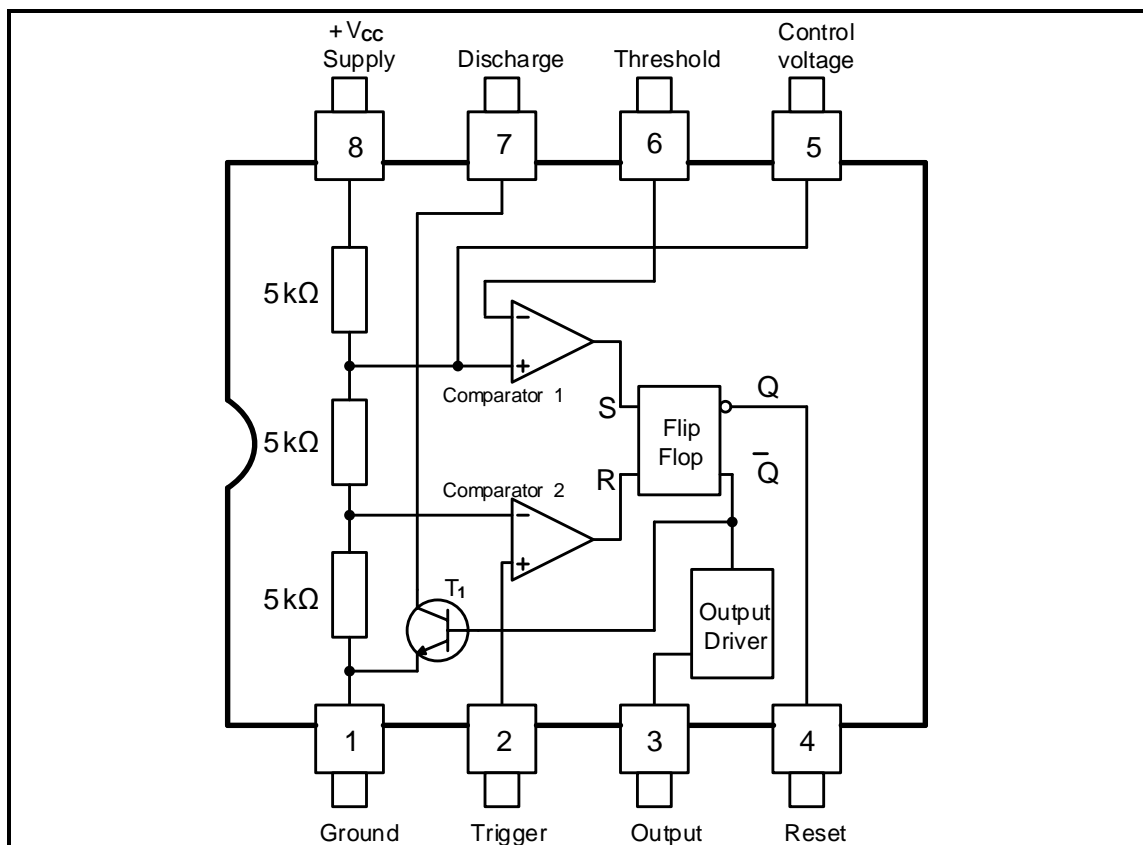 + Vcc
Supply
Discharge
Threshold
Control
voltage
8
7
6
5
5 kΩ
−
+
Comparator 1
S
Q
Flip
Flop
5 kΩ
R
Q̅
Comparator 2
−
+
5 kΩ
T1
Output
Driver
1
2
3
4
Ground
Trigger
Output
Reset